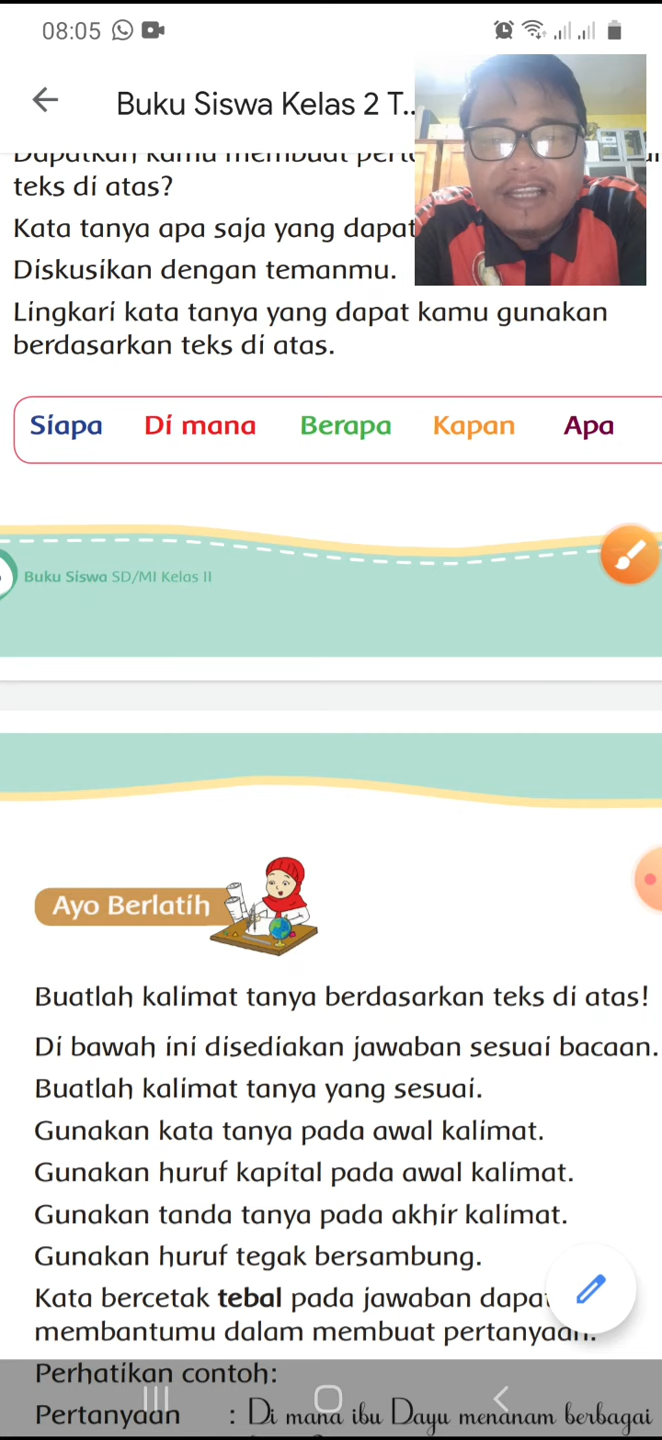 08:05
Buku Siswa Kelas 2 T..
Dapatkah kamu membuat
teks di atas?
Kata tanya apa saja yang dapat
Diskusikan dengan temanmu.
Lingkari kata tanya yang dapat kamu gunakan
berdasarkan teks di atas.
Siapa Di mana Berapa Kapan Apa
Buku Siswa SD/MI Kelas II
Ayo Berlatih
Buatlah kalimat tanya berdasarkan teks di atas!
Di bawah ini disediakan jawaban sesuai bacaan.
Buatlah kalimat tanya yang sesuai.
Gunakan kata tanya pada awal kalimat.
Gunakan huruf kapital pada awal kalimat.
Gunakan tanda tanya pada akhir kalimat.
Gunakan huruf tegak bersambung.
Kata bercetak tebal pada jawaban dapat
membantumu dalam membuat pertanyaan.
Perhatikan contoh:
Pertanyaan : Di mana ibu Dayu menanam berbagai